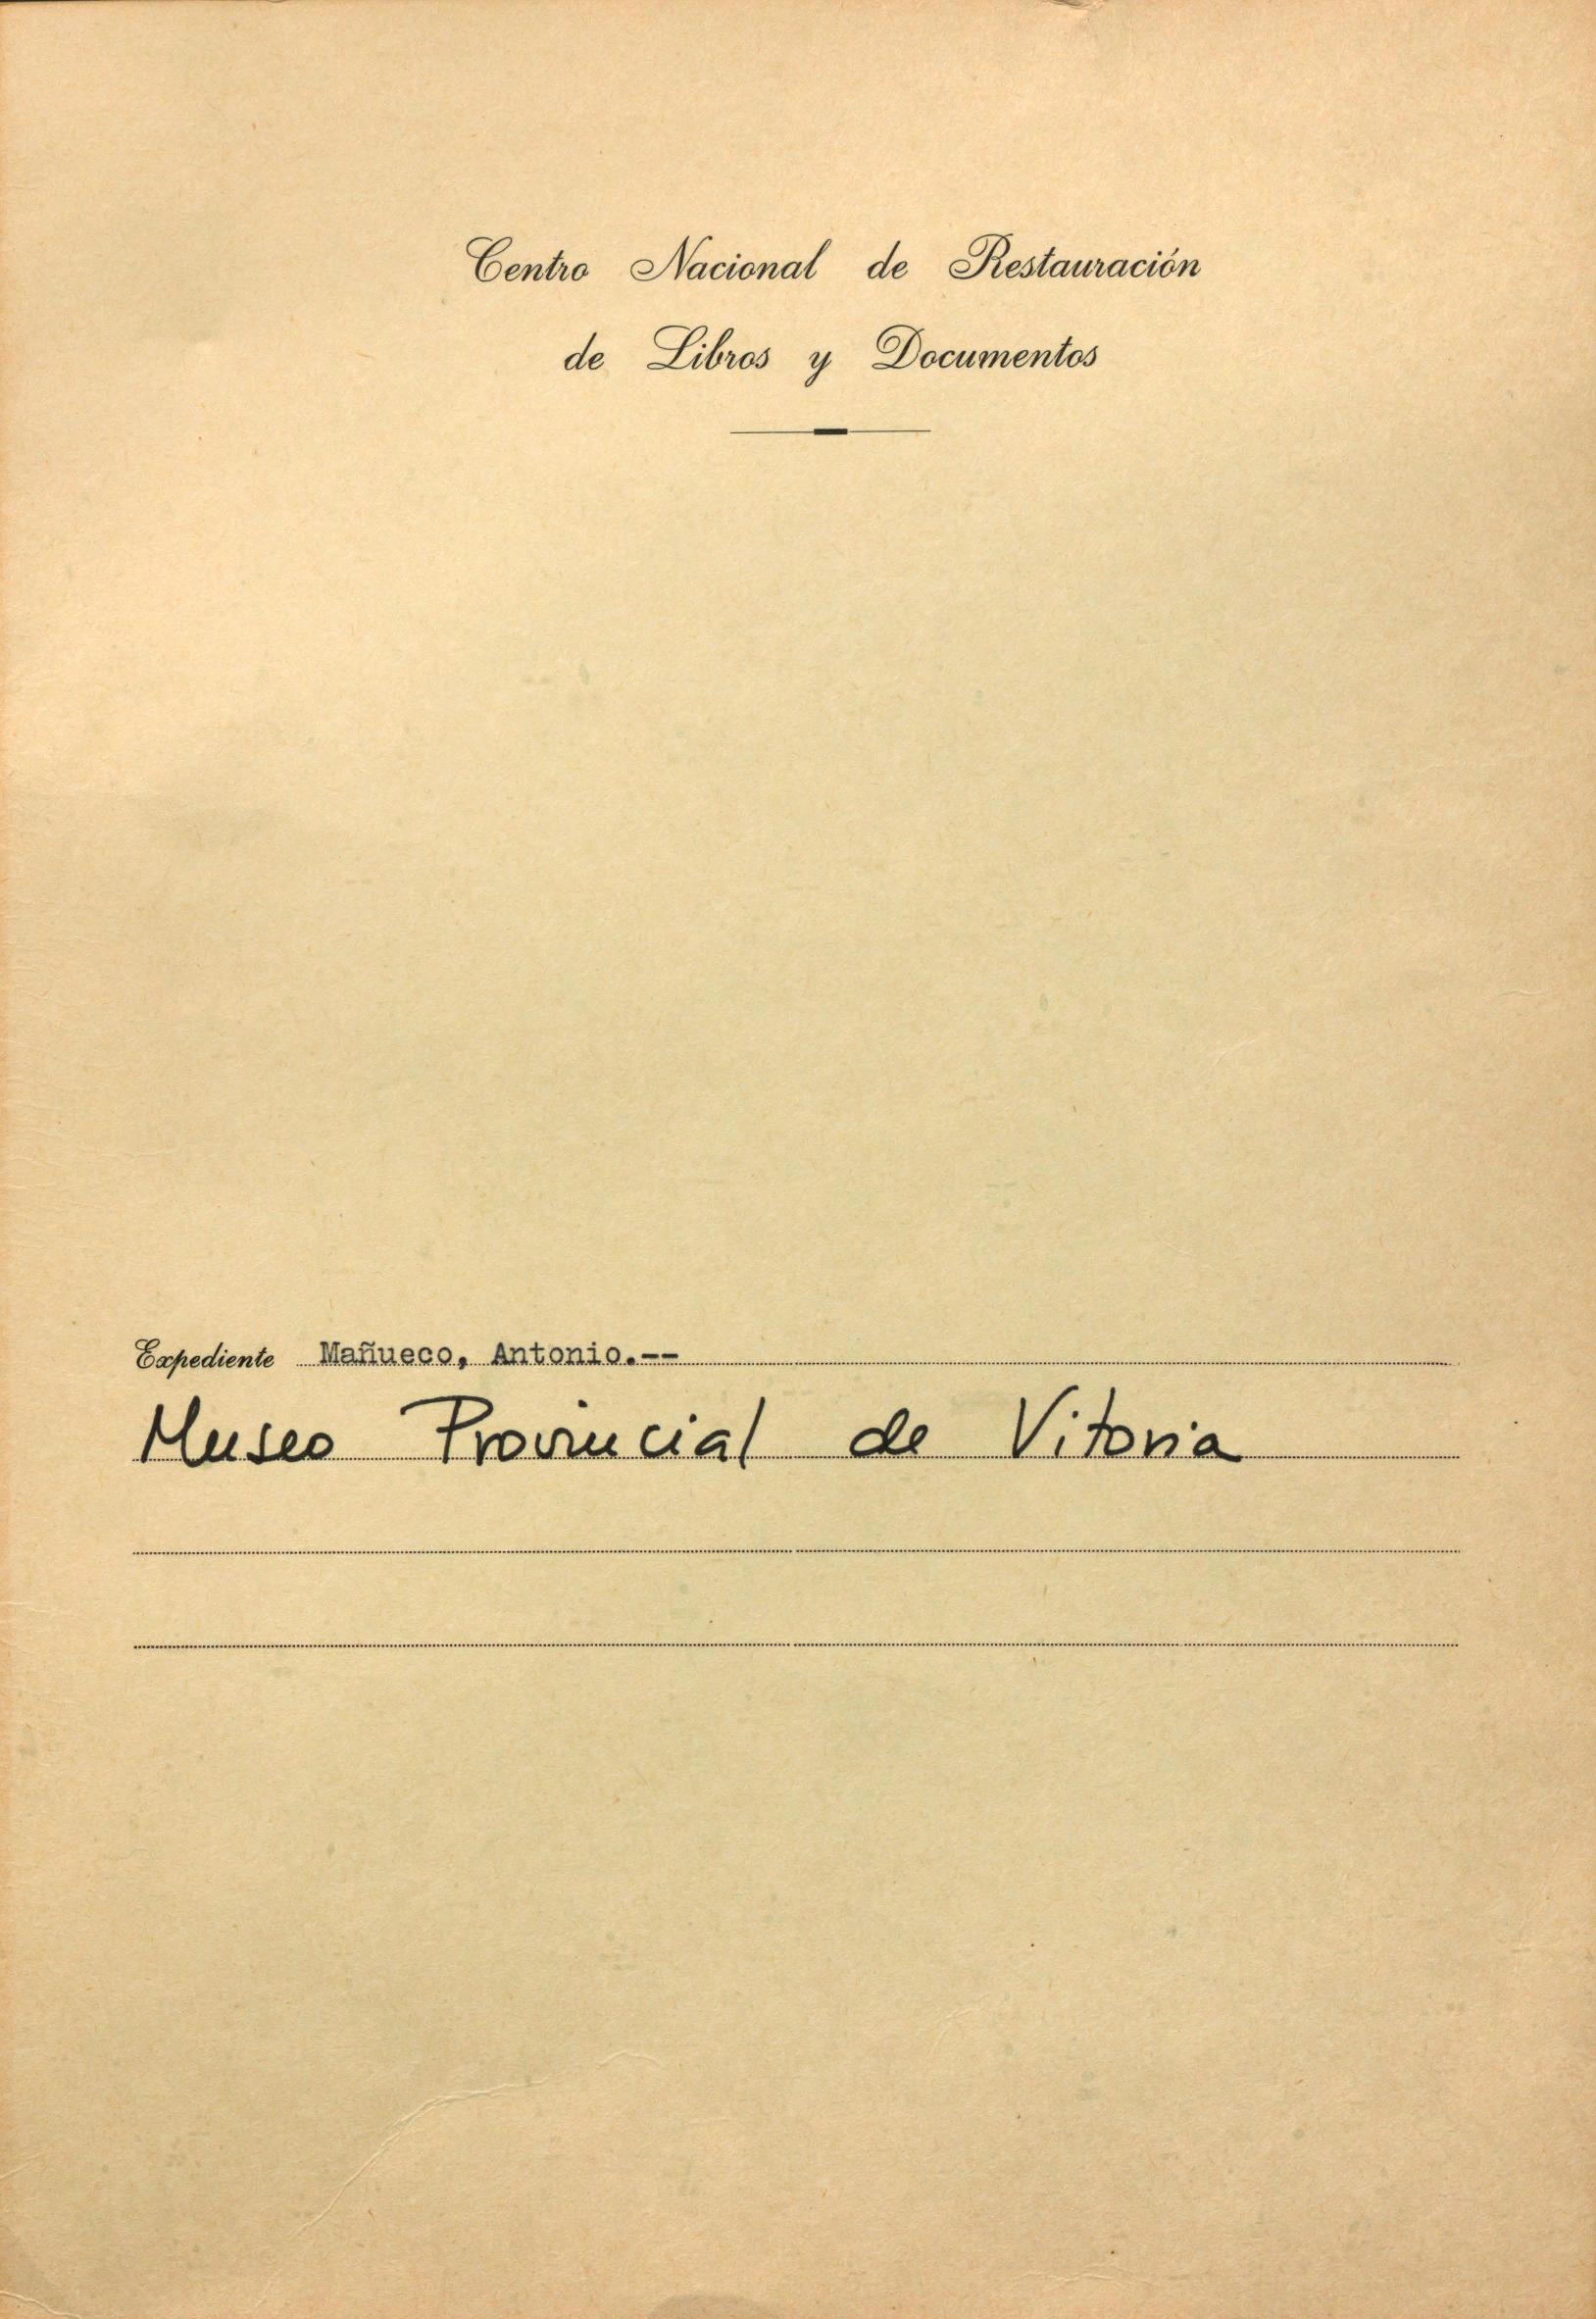 Centro Nacional de Restauración
de Libros y Documentos
Expediente Mañueco, Antonio.--
Museo Provincial de Vitoria